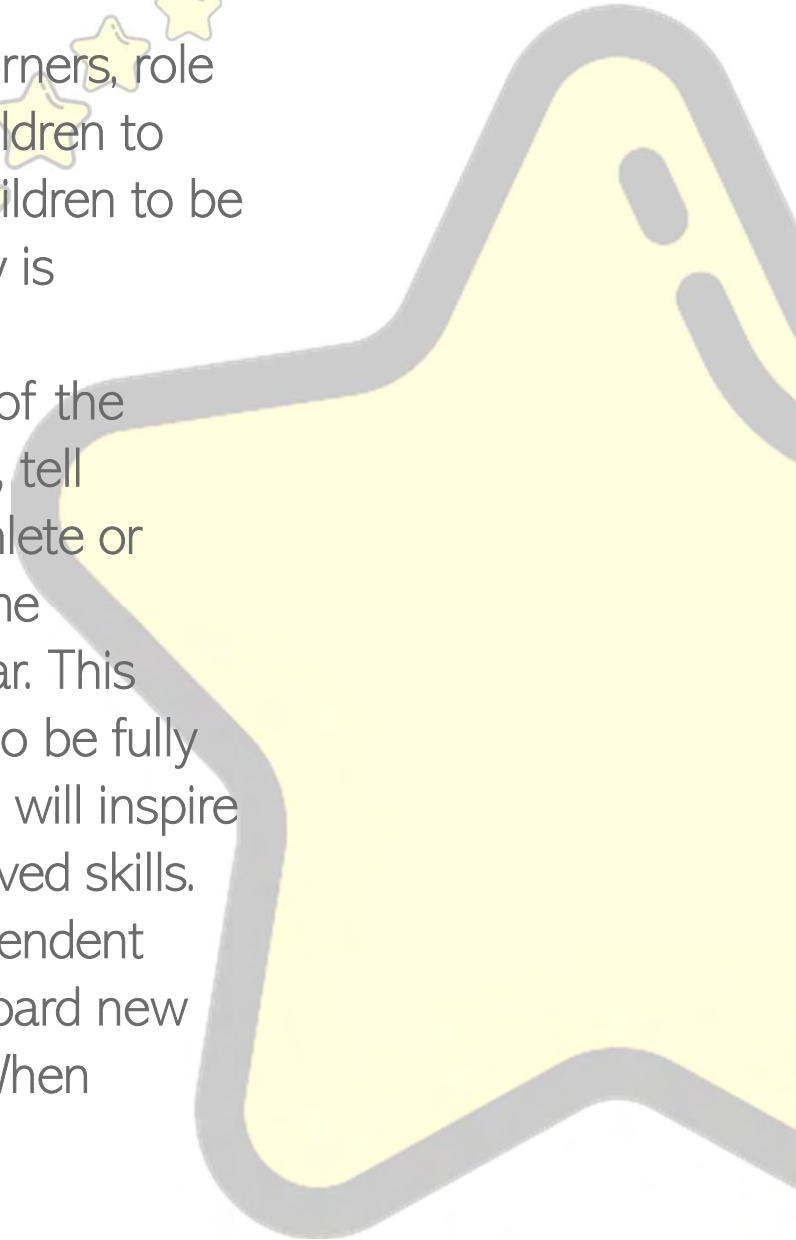 rners, role
ldren to
ildren to be
y is
of the
, tell
lete or
ne
ar. This
o be fully
will inspire
ved skills.
endent
oard new
When